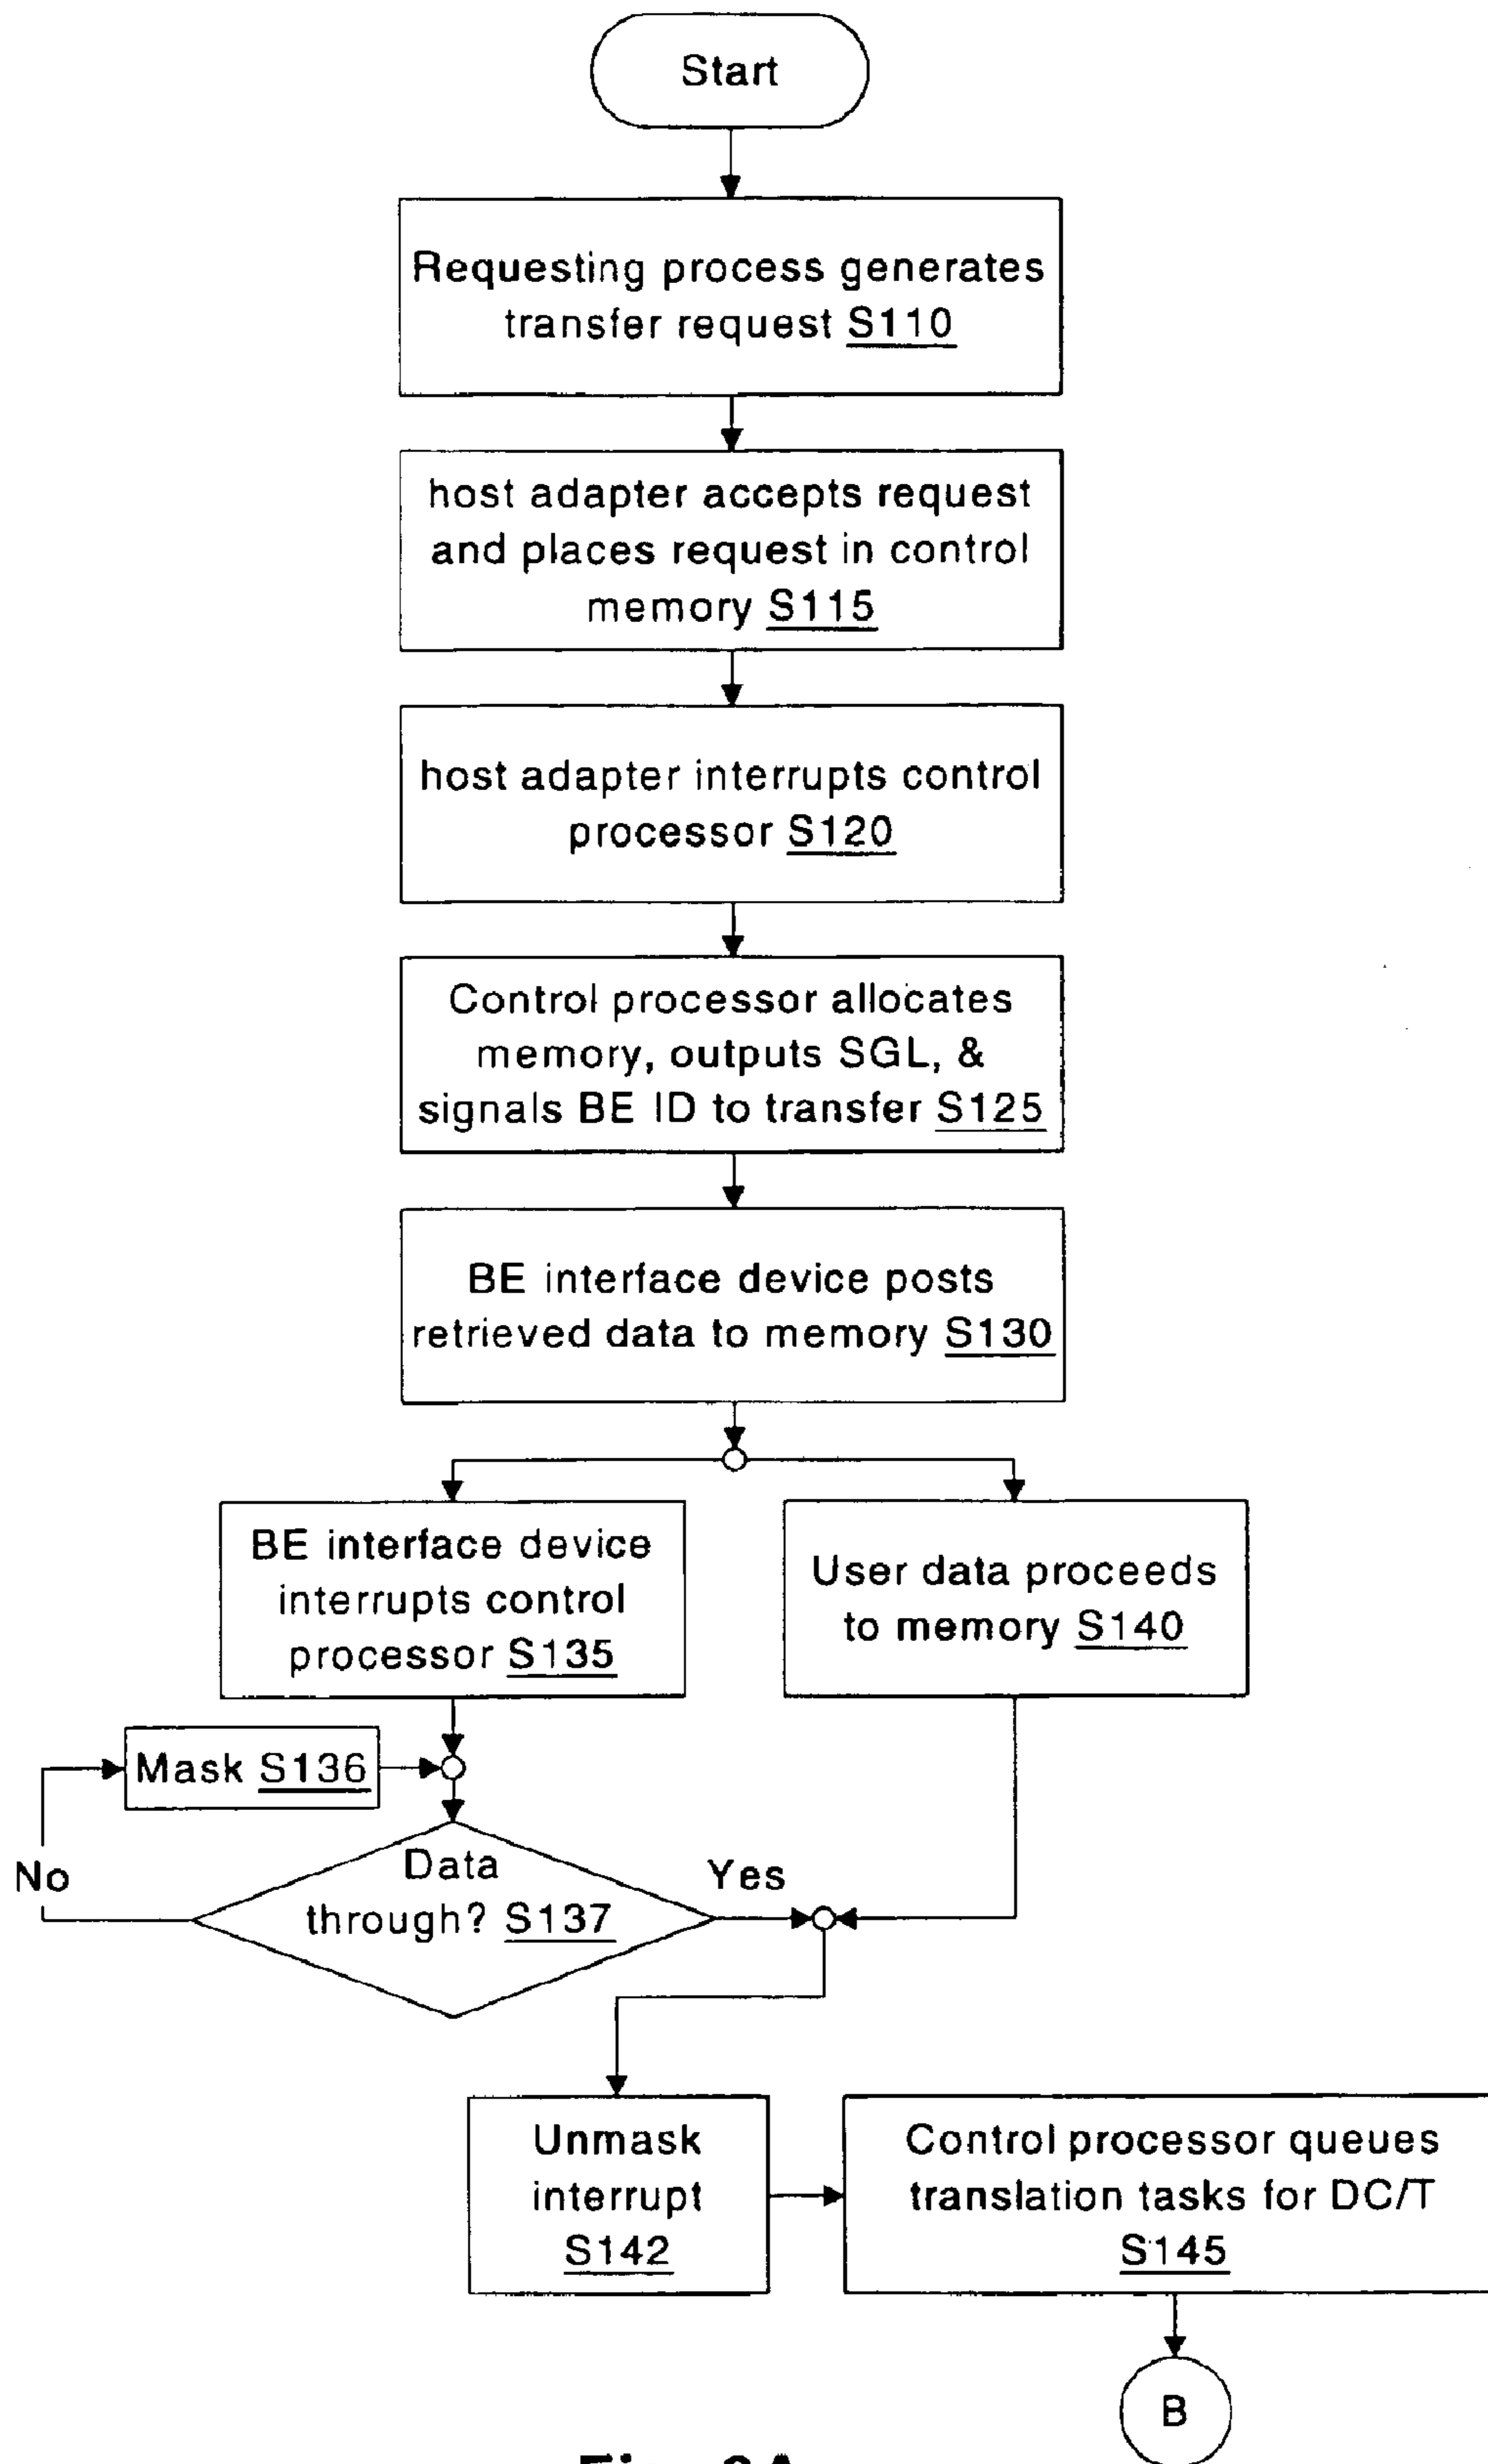 Start
Requesting process generates
transfer request S110
host adapter accepts request
and places request in control
memory S115
host adapter interrupts control
processor S120
Control processor allocates
memory, outputs SGL, &
signals BE ID to transfer S125
BE interface device posts
retrieved data to memory S130
BE interface device
interrupts control
processor S135
User data proceeds
to memory S140
Mask S136
No
Data
through? S137
Yes
Unmask
interrupt
S142
Control processor queues
translation tasks for DC/T
S145
B